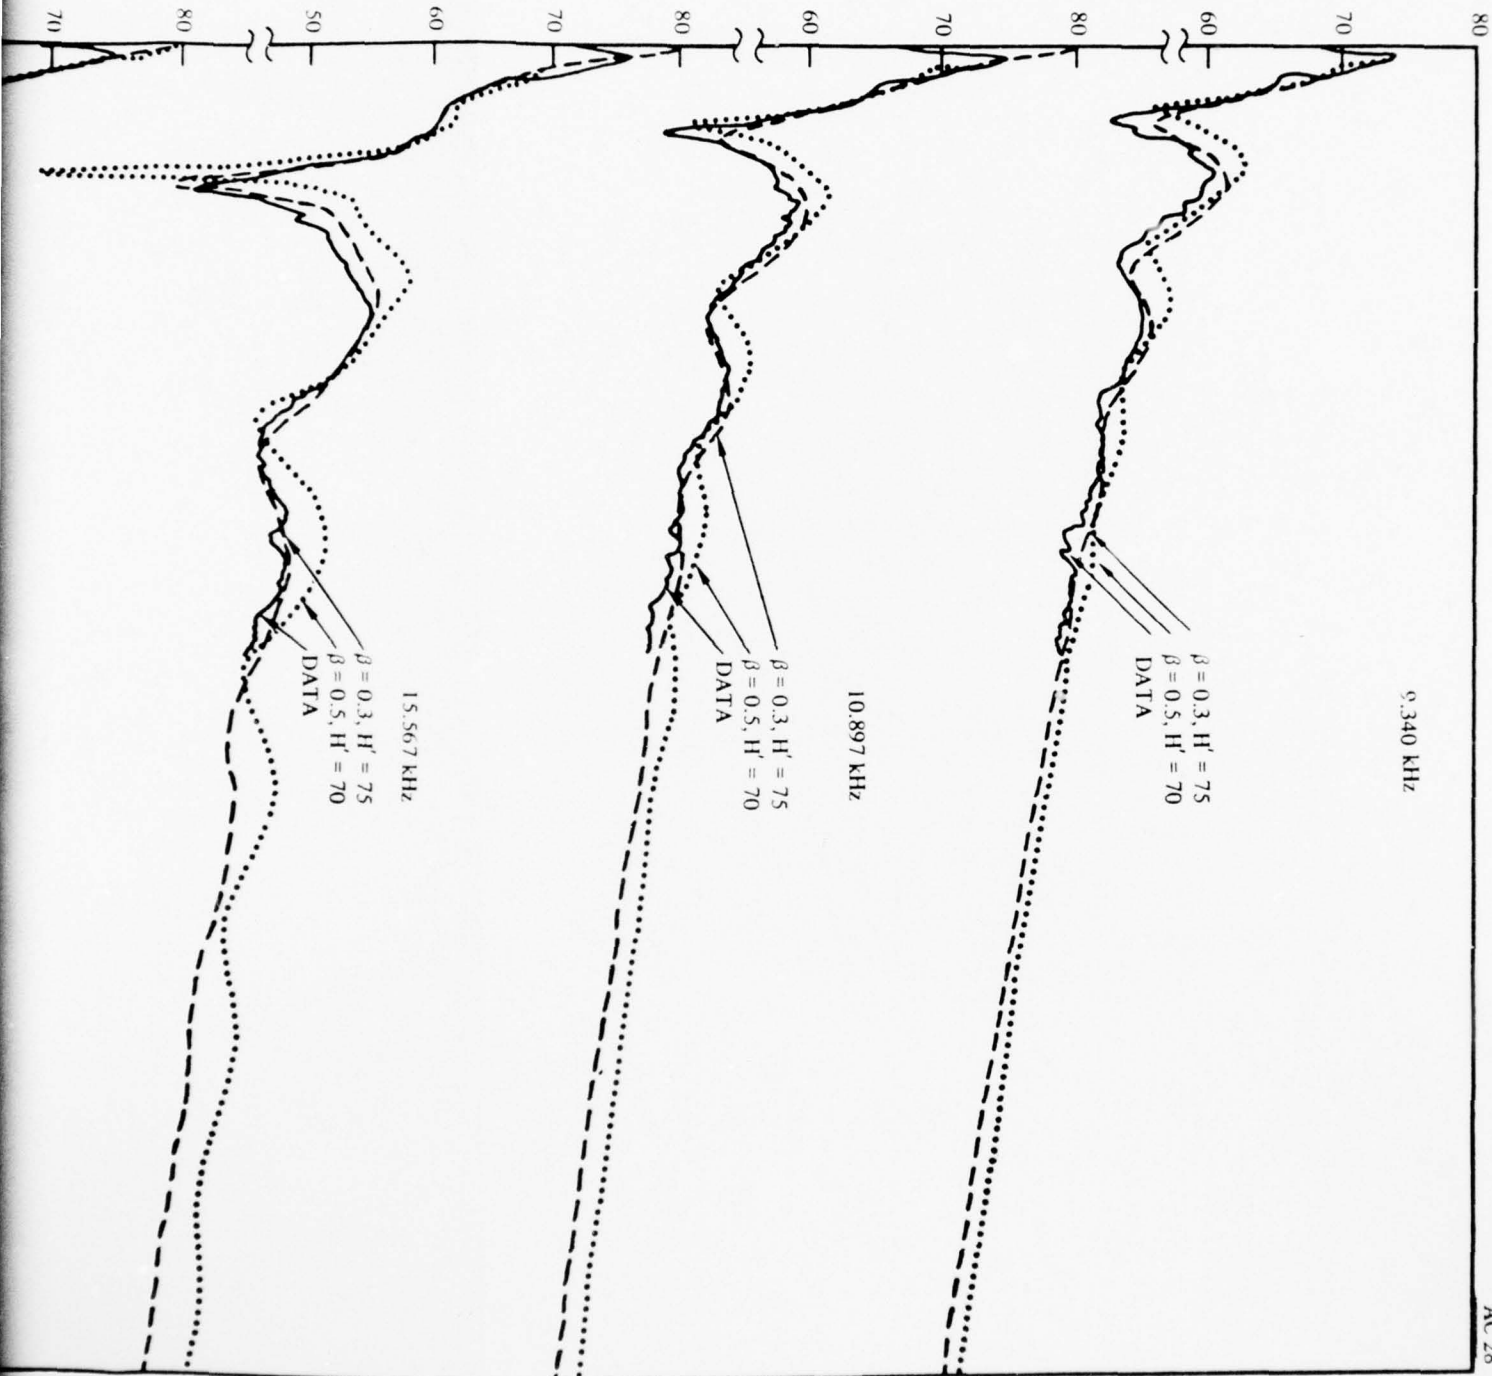 AC 26
80
70
60
80
70
60
80
70
60
50
80
70
9.340 kHz
β = 0.3, H′ = 75
β = 0.5, H′ = 70
DATA
10.897 kHz
β = 0.3, H′ = 75
β = 0.5, H′ = 70
DATA
15.567 kHz
β = 0.3, H′ = 75
β = 0.5, H′ = 70
DATA